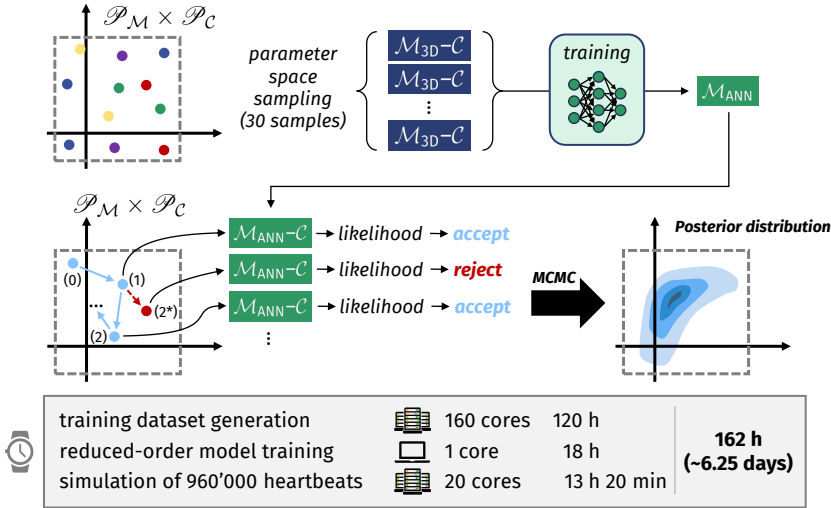 𝒫_ℳ × 𝒫_𝒞
parameter
space
sampling
(30 samples)
ℳ_3D–𝒞
ℳ_3D–𝒞
⋮
ℳ_3D–𝒞
training
ℳ_ANN
𝒫_ℳ × 𝒫_𝒞
(0)
(1)
(2*)
...
(2)
ℳ_ANN–𝒞 likelihood accept
ℳ_ANN–𝒞 likelihood reject
ℳ_ANN–𝒞 likelihood accept
⋮
MCMC
Posterior distribution
training dataset generation 160 cores 120 h
reduced-order model training 1 core 18 h
simulation of 960'000 heartbeats 20 cores 13 h 20 min
162 h
(~6.25 days)